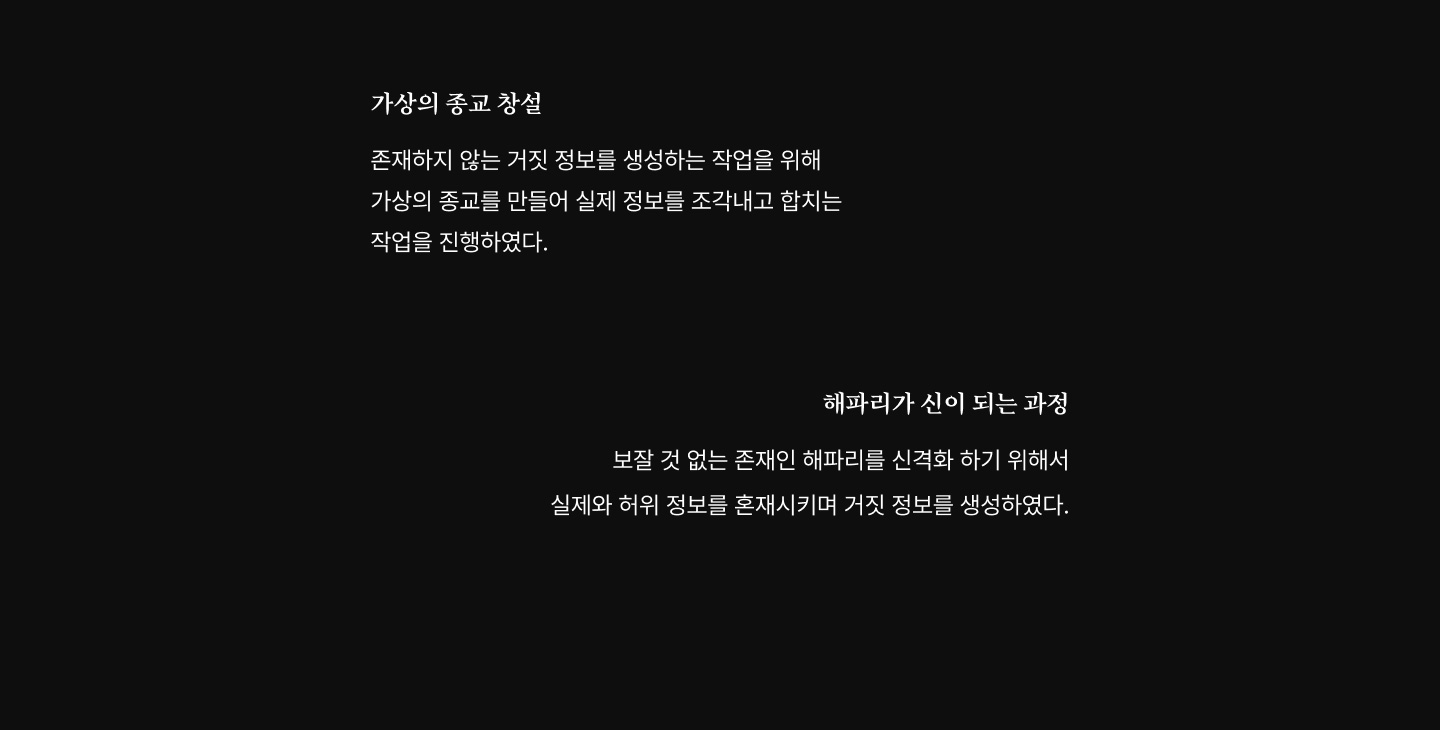 가상의 종교 창설
존재하지 않는 거짓 정보를 생성하는 작업을 위해
가상의 종교를 만들어 실제 정보를 조각내고 합치는
작업을 진행하였다.
해파리가 신이 되는 과정
보잘 것 없는 존재인 해파리를 신격화 하기 위해서
실제와 허위 정보를 혼재시키며 거짓 정보를 생성하였다.